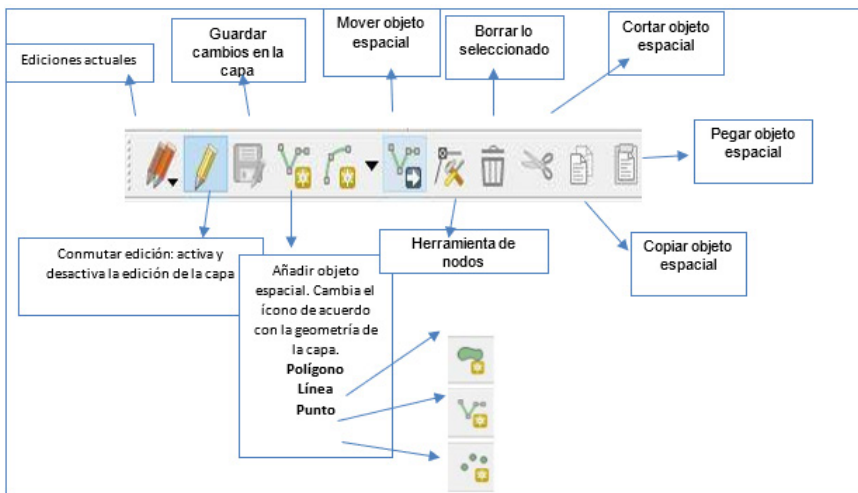 Ediciones actuales
Guardar
cambios en la
capa
Mover objeto
espacial
Borrar lo
seleccionado
Cortar objeto
espacial
Pegar objeto
espacial
Conmutar edición: activa y
desactiva la edición de la capa
Añadir objeto
espacial. Cambia el
ícono de acuerdo
con la geometría de
la capa.
Polígono
Línea
Punto
Herramienta de
nodos
Copiar objeto
espacial